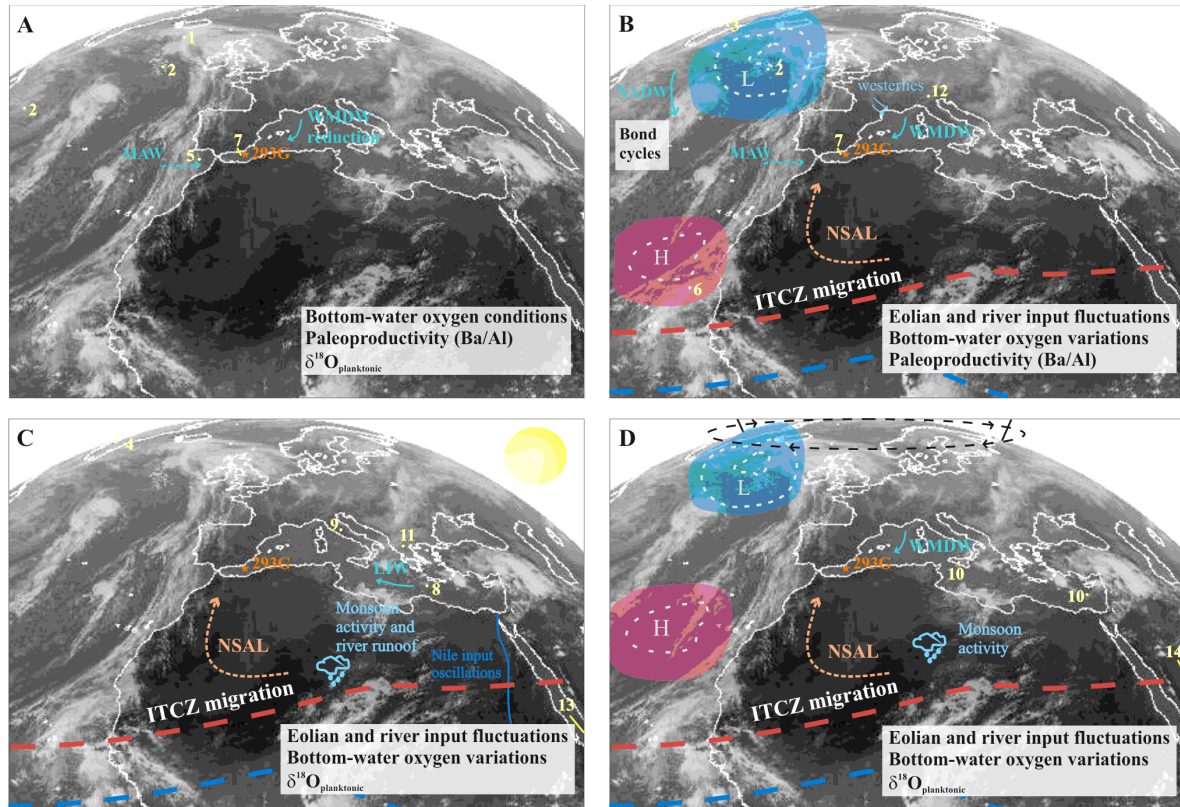 A
1
2
2
WMDW
reduction
7
5
293G
MAW
Bottom-water oxygen conditions
Paleoproductivity (Ba/Al)
δ18Oplanktonic
B
3
L
2
NADW
westerlies
12
Bond
cycles
7
WMDW
293G
MAW
NSAL
H
6
ITCZ migration
Eolian and river input fluctuations
Bottom-water oxygen variations
Paleoproductivity (Ba/Al)
C
4
9
11
293G
LIW
8
Monsoon
activity and
river runoof
NSAL
Nile input
oscillations
ITCZ migration
13
Eolian and river input fluctuations
Bottom-water oxygen variations
δ18Oplanktonic
D
L
WMDW
293G
10
10
H
NSAL
Monsoon
activity
14
ITCZ migration
Eolian and river input fluctuations
Bottom-water oxygen variations
δ18Oplanktonic